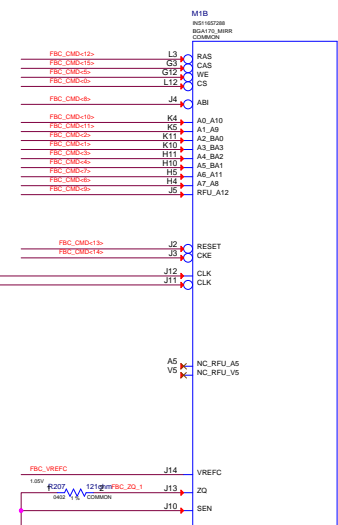 M1B
INS11657288
BGA170_MIRR
COMMON
FBC_CMD<12> L3 RAS
FBC_CMD<15> G3 CAS
FBC_CMD<5> G12 WE
FBC_CMD<0> L12 CS
FBC_CMD<8> J4 ABI
FBC_CMD<10> K4 A0_A10
FBC_CMD<11> K5 A1_A9
FBC_CMD<2> K11 A2_BA0
FBC_CMD<1> K10 A3_BA3
FBC_CMD<3> H11 A4_BA2
FBC_CMD<4> H10 A5_BA1
FBC_CMD<7> H5 A6_A11
FBC_CMD<6> H4 A7_A8
FBC_CMD<9> J5 RFU_A12
FBC_CMD<13> J2 RESET
FBC_CMD<14> J3 CKE
J12 CLK
J11 CLK
A5 NC_RFU_A5
V5 NC_RFU_V5
FBC_VREFC J14 VREFC
1.05V
R207 121ohm FBC_ZQ_1 J13 ZQ
0402 1% COMMON
J10 SEN